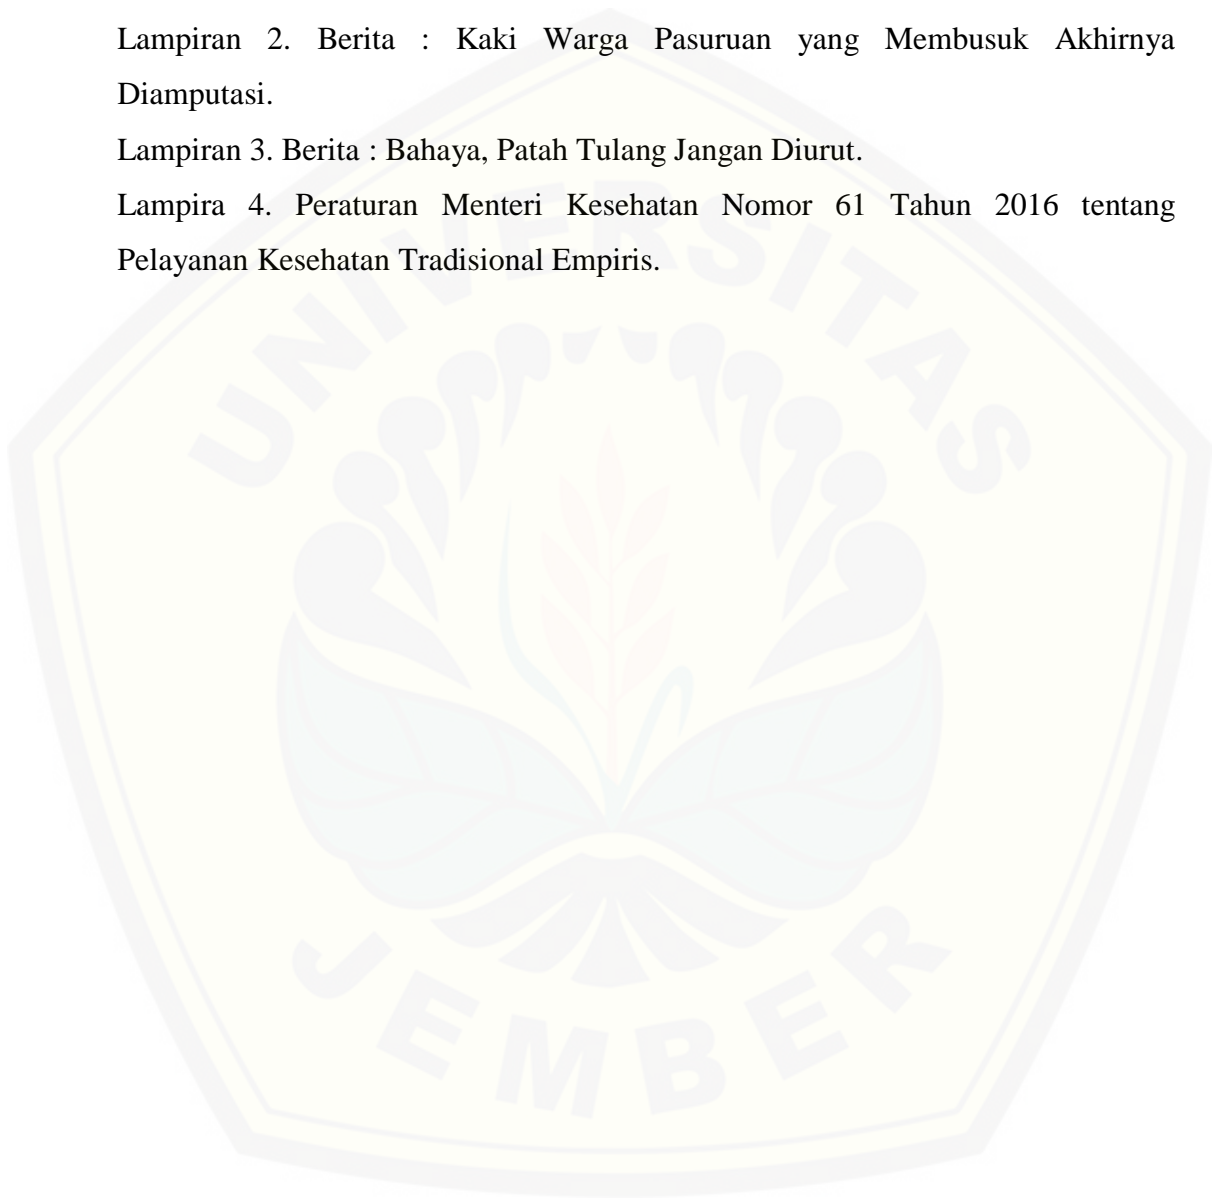 Lampiran 2. Berita : Kaki Warga Pasuruan yang Membusuk Akhirnya
Diamputasi.
Lampiran 3. Berita : Bahaya, Patah Tulang Jangan Diurut.
Lampira 4. Peraturan Menteri Kesehatan Nomor 61 Tahun 2016 tentang
Pelayanan Kesehatan Tradisional Empiris.
UNIVERSITAS
JEMBER